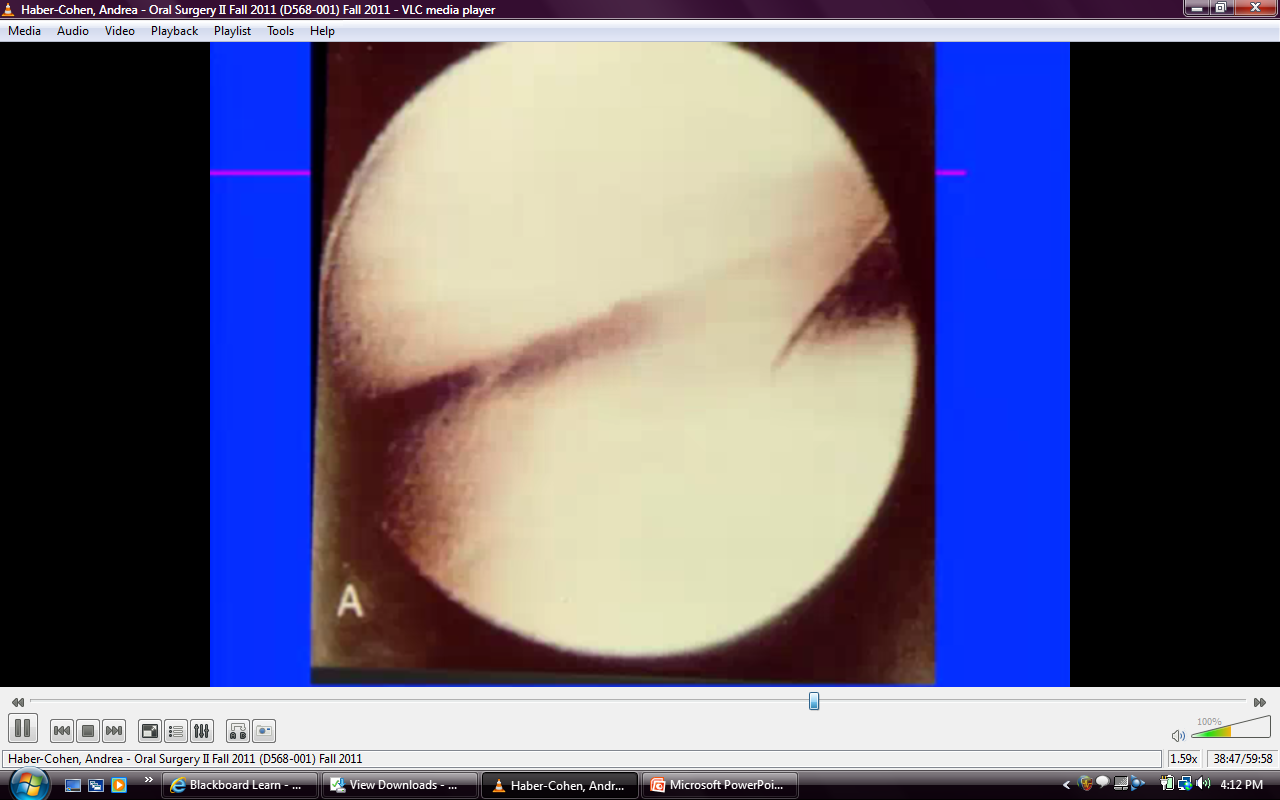 Haber-Cohen, Andrea - Oral Surgery II Fall 2011 (D568-001) Fall 2011 - VLC media player
Media Audio Video Playback Playlist Tools Help
A
100%
Haber-Cohen, Andrea - Oral Surgery II Fall 2011 (D568-001) Fall 2011
1.59x
38:47/59:58
Blackboard Learn - ...
View Downloads - ...
Haber-Cohen, Andr...
Microsoft PowerPoi...
4:12 PM